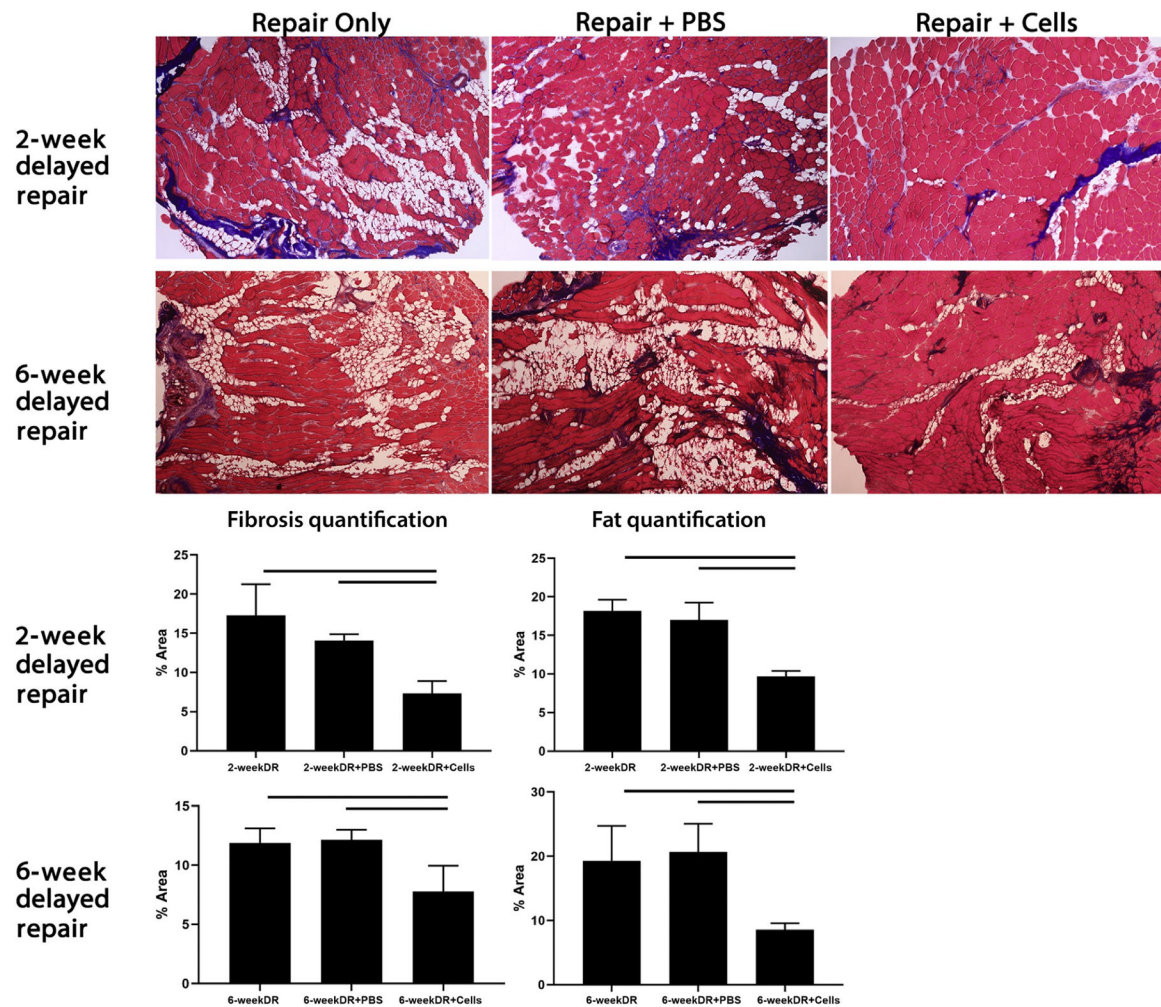 Repair Only
Repair + PBS
Repair + Cells
2-week
delayed
repair
6-week
delayed
repair
Fibrosis quantification
Fat quantification
2-week
delayed
repair
% Area
25
20
15
10
5
0
2-weekDR
2-weekDR+PBS
2-weekDR+Cells
% Area
25
20
15
10
5
0
2-weekDR
2-weekDR+PBS
2-weekDR+Cells
6-week
delayed
repair
% Area
15
10
5
0
6-weekDR
6-weekDR+PBS
6-weekDR+Cells
% Area
30
20
10
0
6-weekDR
6-weekDR+PBS
6-weekDR+Cells